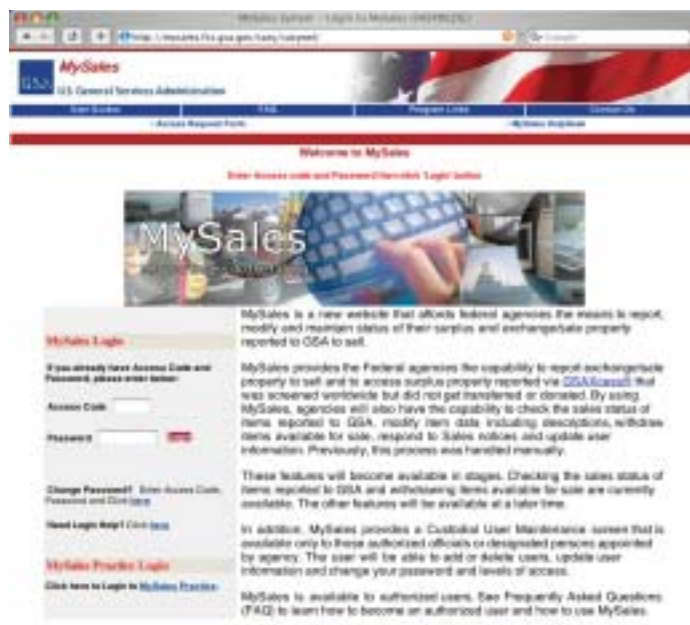 MySales System - Login to MySales
Google
GSA
MySales
U.S. General Services Administration
User Guides FAQ Program Links Contact Us
Access Request Form MySales Helpdesk
Welcome to MySales
Enter Access code and Password then click 'Login' button
MySales
MySales Login
If you already have Access Code and
Password, please enter below:
Access Code
Password
Change Password? Enter Access Code,
Password and Click here
Need Login Help? Click here
MySales Practice Login
Click here to Login to MySales Practice
MySales is a new website that affords federal agencies the means to report,
modify and maintain status of their surplus and exchange/sale property
reported to GSA to sell.
MySales provides the Federal agencies the capability to report exchange/sale
property to sell and to access surplus property reported via GSAXcess® that
was screened worldwide but did not get transferred or donated. By using
MySales, agencies will also have the capability to check the sales status of
items reported to GSA, modify item data including descriptions, withdraw
items available for sale, respond to Sales notices and update user
information. Previously, this process was handled manually.
These features will become available in stages. Checking the sales status of
items reported to GSA and withdrawing items available for sale are currently
available. The other features will be available at a later time.
In addition, MySales provides a Custodial User Maintenance screen that is
available only to those authorized officials or designated persons appointed
by agency. The user will be able to add or delete users, update user
information and change your password and levels of access.
MySales is available to authorized users. See Frequently Asked Questions
(FAQ) to learn how to become an authorized user and how to use MySales.